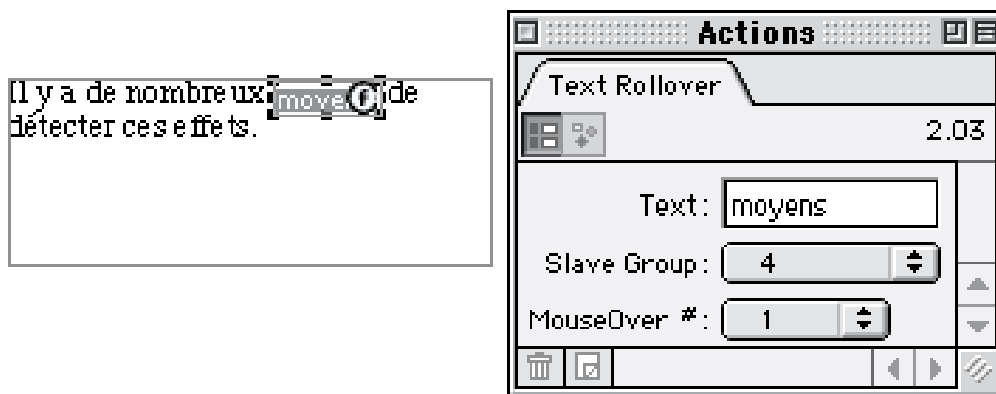 Il y a de nombreux moyens de
détecter ces effets.
Actions
Text Rollover
2.03
Text: moyens
Slave Group: 4
MouseOver #: 1